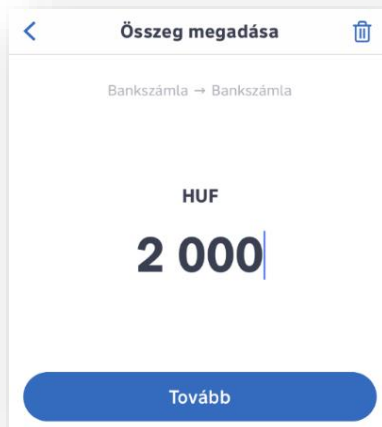 Összeg megadása
Bankszámla → Bankszámla
HUF
2 000
Tovább